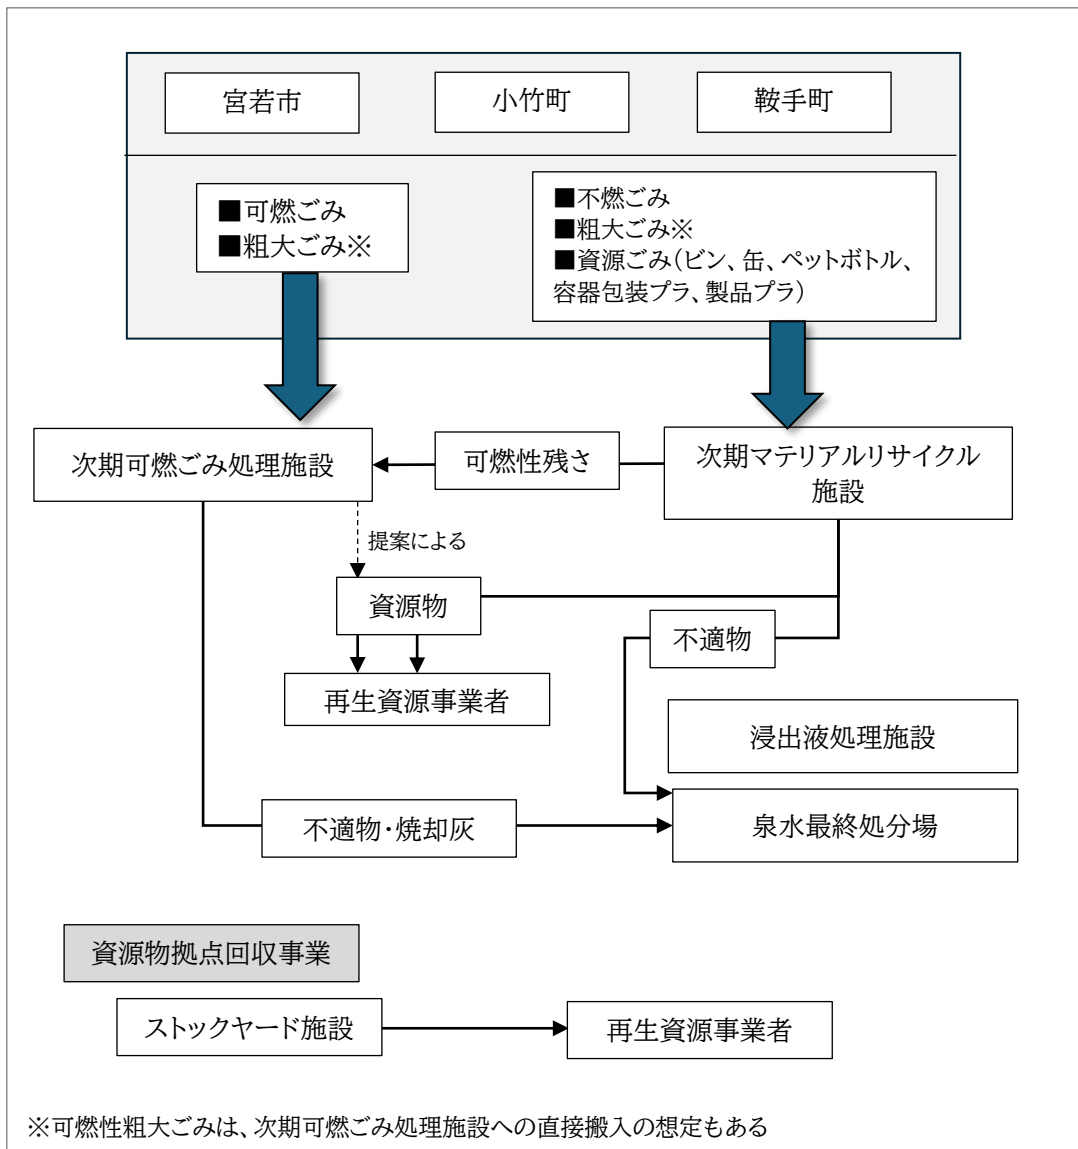 宮若市
小竹町
鞍手町
■可燃ごみ
■粗大ごみ※
■不燃ごみ
■粗大ごみ※
■資源ごみ(ビン、缶、ペットボトル、
容器包装プラ、製品プラ)
次期可燃ごみ処理施設
可燃性残さ
次期マテリアルリサイクル
施設
提案による
資源物
不適物
再生資源事業者
浸出液処理施設
不適物・焼却灰
泉水最終処分場
資源物拠点回収事業
ストックヤード施設
再生資源事業者
※可燃性粗大ごみは、次期可燃ごみ処理施設への直接搬入の想定もある